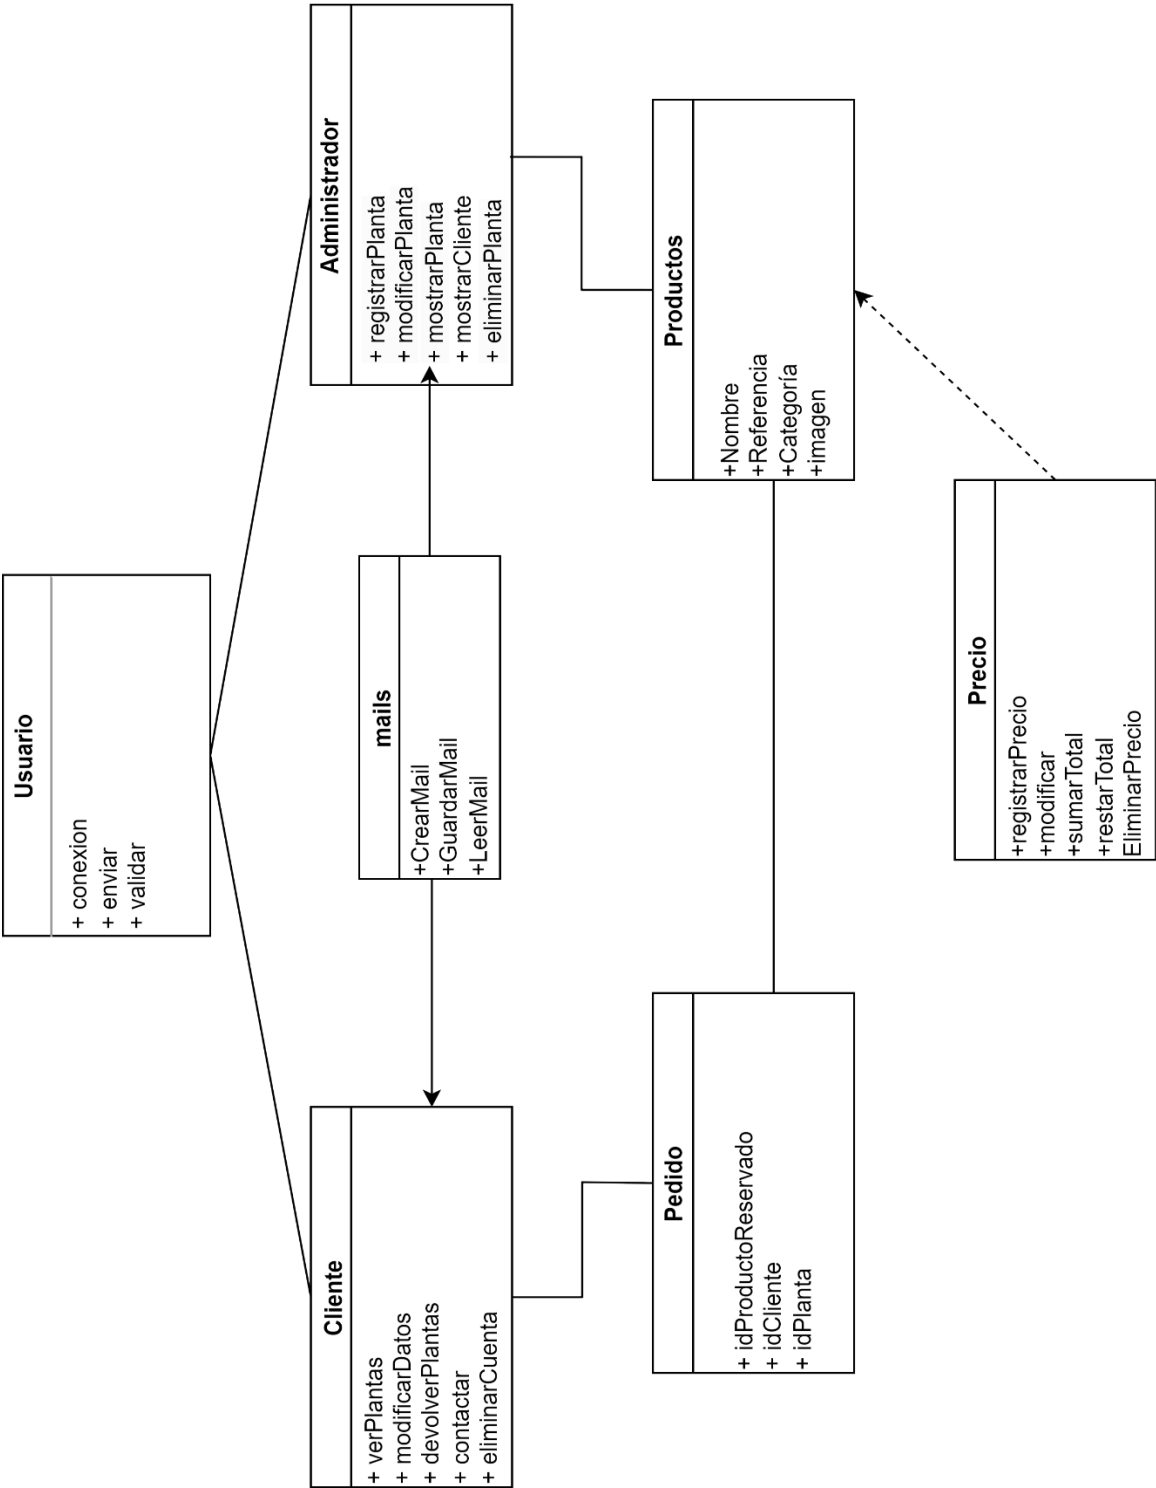 Usuario
+ conexion
+ enviar
+ validar
Cliente
+ verPlantas
+ modificarDatos
+ devolverPlantas
+ contactar
+ eliminarCuenta
mails
+CrearMail
+GuardarMail
+LeerMail
Administrador
+ registrarPlanta
+ modificarPlanta
+ mostrarPlanta
+ mostrarCliente
+ eliminarPlanta
Pedido
+ idProductoReservado
+ idCliente
+ idPlanta
Productos
+Nombre
+Referencia
+Categoría
+imagen
Precio
+registrarPrecio
+modificar
+sumarTotal
+restarTotal
EliminarPrecio